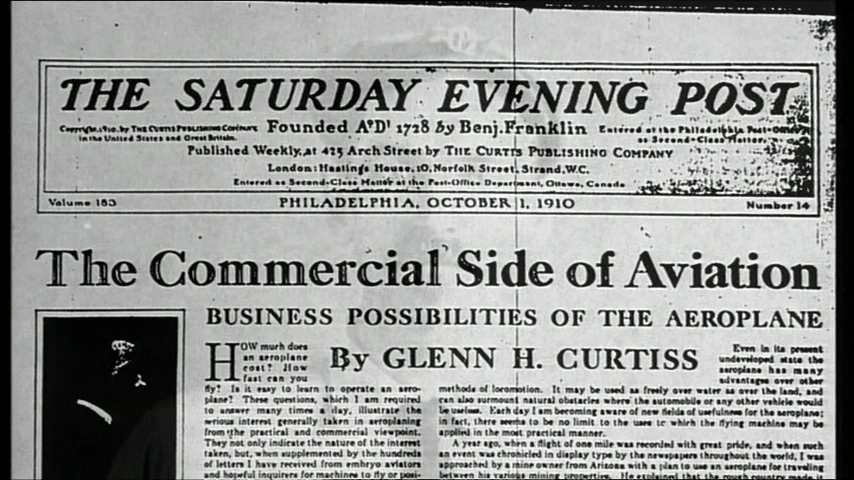 THE SATURDAY EVENING POST
Copyright, 1910, by THE CURTIS PUBLISHING COMPANY
in the United States and Great Britain.
Founded A°D¹ 1728 by Benj. Franklin
Entered at the Philadelphia Post-Office
as Second-Class Matter.
Published Weekly, at 425 Arch Street by THE CURTIS PUBLISHING COMPANY
London: Hastings House, 10, Norfolk Street, Strand, W.C.
Entered as Second-Class Matter at the Post-Office Department, Ottawa, Canada
Volume 183
PHILADELPHIA, OCTOBER 1, 1910
Number 14
The Commercial Side of Aviation
BUSINESS POSSIBILITIES OF THE AEROPLANE
By GLENN H. CURTISS
HOW much does
an aeroplane
cost? How
fast can you
fly? Is it easy to learn to operate an aero-
plane? These questions, which I am required
to answer many times a day, illustrate the
serious interest generally taken in aeroplaning
from the practical and commercial viewpoint.
They not only indicate the nature of the interest
taken, but, when supplemented by the hundreds
of letters I have received from embryo aviators
and hopeful inquirers for machines to fly or posi-
Even in its present
undeveloped state the
aeroplane has many
advantages over other
methods of locomotion. It may be used as freely over water as over the land, and
can also surmount natural obstacles where the automobile or any other vehicle would
be useless. Each day I am becoming aware of new fields of usefulness for the aeroplane;
in fact, there seems to be no limit to the uses to which the flying machine may be
applied in the most practical manner.
A year ago, when a flight of one mile was recorded with great pride, and when such
an event was chronicled in display type by the newspapers throughout the world, I was
approached by a mine owner from Arizona with a plan to use an aeroplane for traveling
between his various mining properties. He explained that the rough country made it